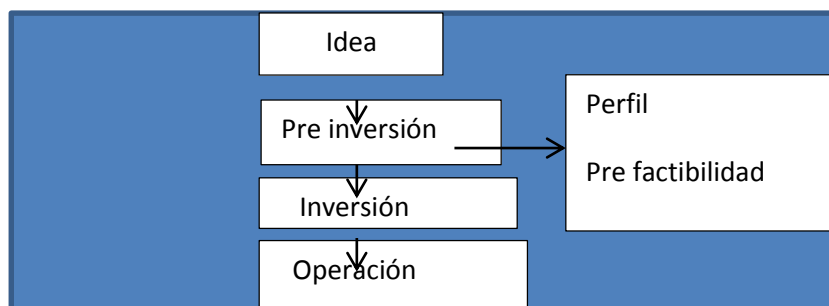 Idea
Pre inversión
Perfil
Pre factibilidad
Inversión
Operación